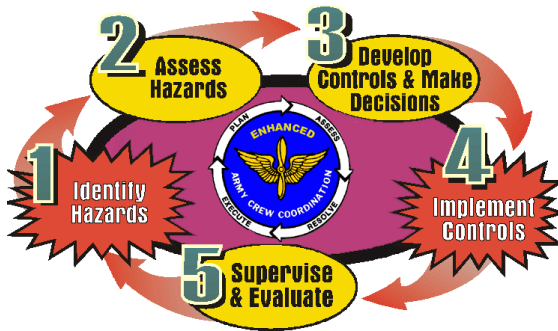 1
Identify
Hazards
2
Assess
Hazards
3
Develop
Controls & Make
Decisions
4
Implement
Controls
5
Supervise
& Evaluate
PLAN
ASSESS
RESOLVE
EXECUTE
ENHANCED
ARMY CREW COORDINATION